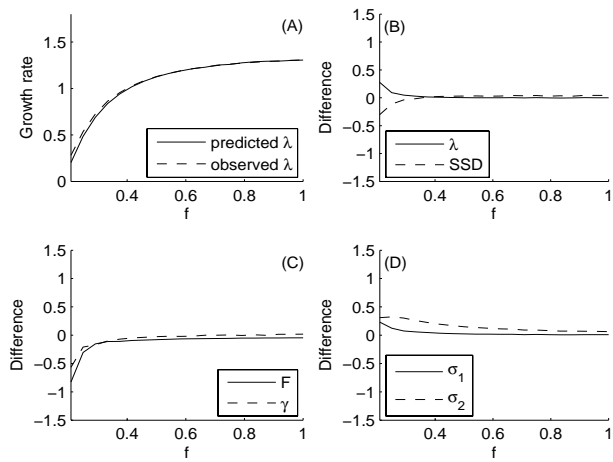 (A)
Growth rate
1.5
1
0.5
0
predicted λ
observed λ
0.4
0.6
0.8
1
f
(B)
Difference
1.5
1
0.5
0
−0.5
−1
−1.5
λ
SSD
0.4
0.6
0.8
1
f
(C)
Difference
1.5
1
0.5
0
−0.5
−1
−1.5
F
γ
0.4
0.6
0.8
1
f
(D)
Difference
1.5
1
0.5
0
−0.5
−1
−1.5
σ₁
σ₂
0.4
0.6
0.8
1
f